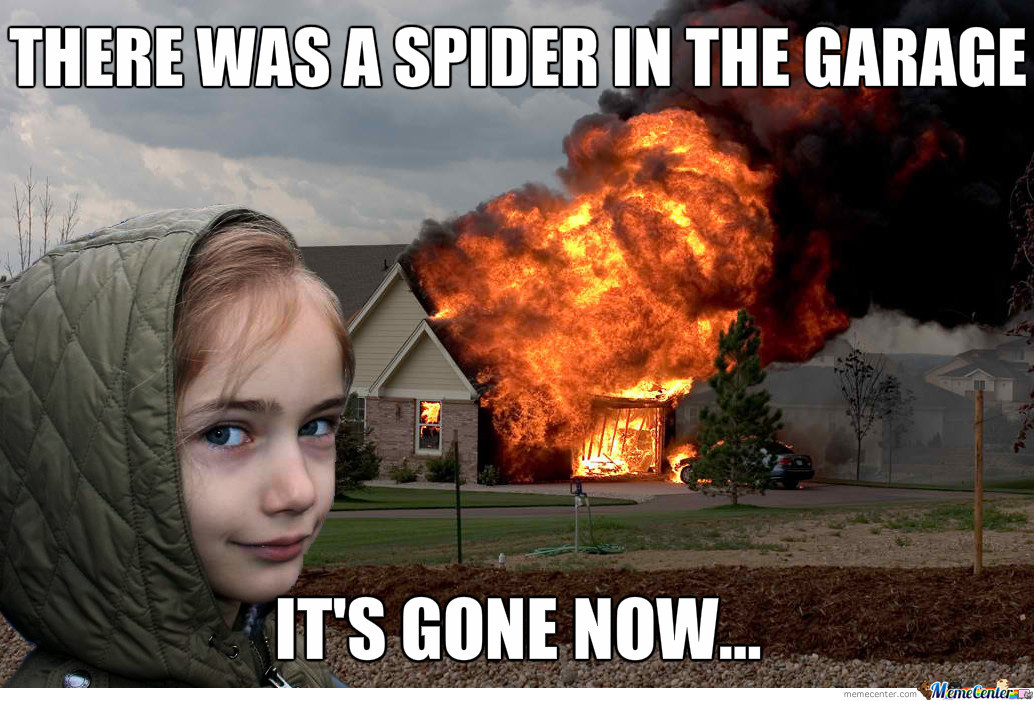 THERE WAS A SPIDER IN THE GARAGE
IT'S GONE NOW...
memecenter.com MemeCenter